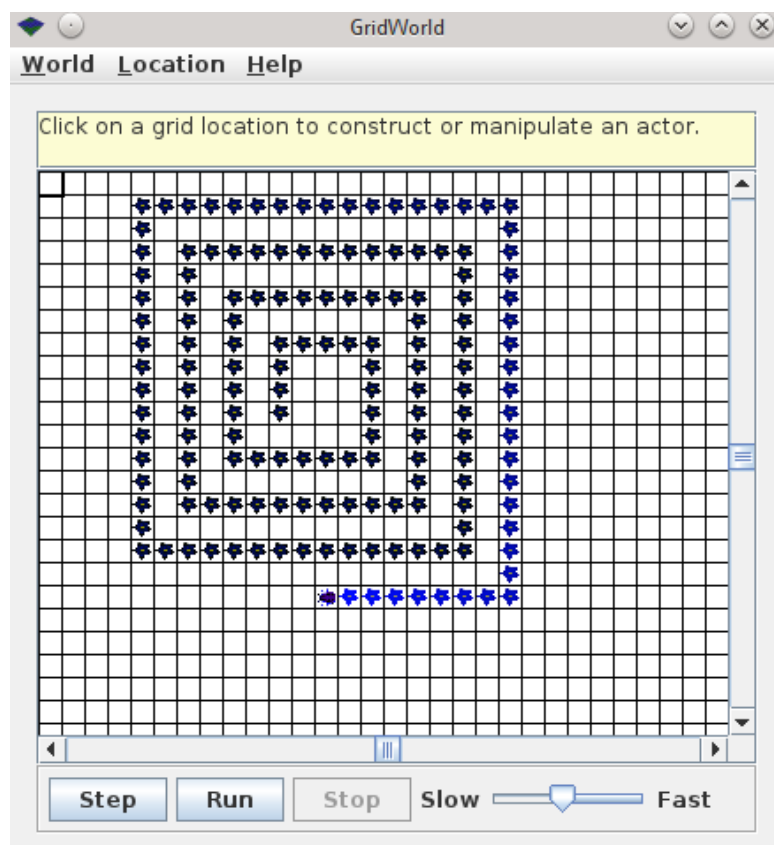 GridWorld
World Location Help
Click on a grid location to construct or manipulate an actor.
Step Run Stop Slow Fast